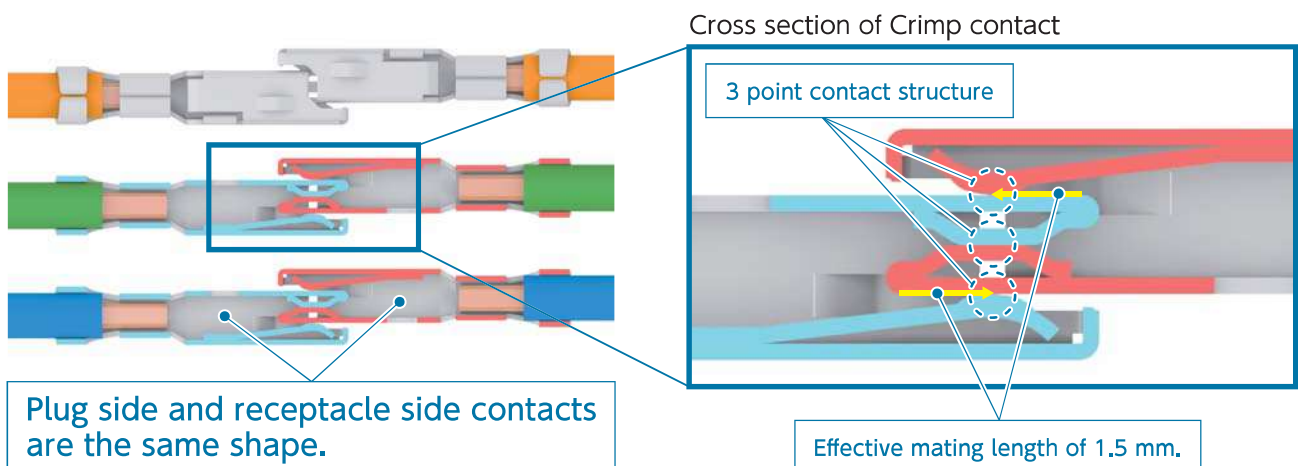 Cross section of Crimp contact
3 point contact structure
Plug side and receptacle side contacts
are the same shape.
Effective mating length of 1.5 mm.